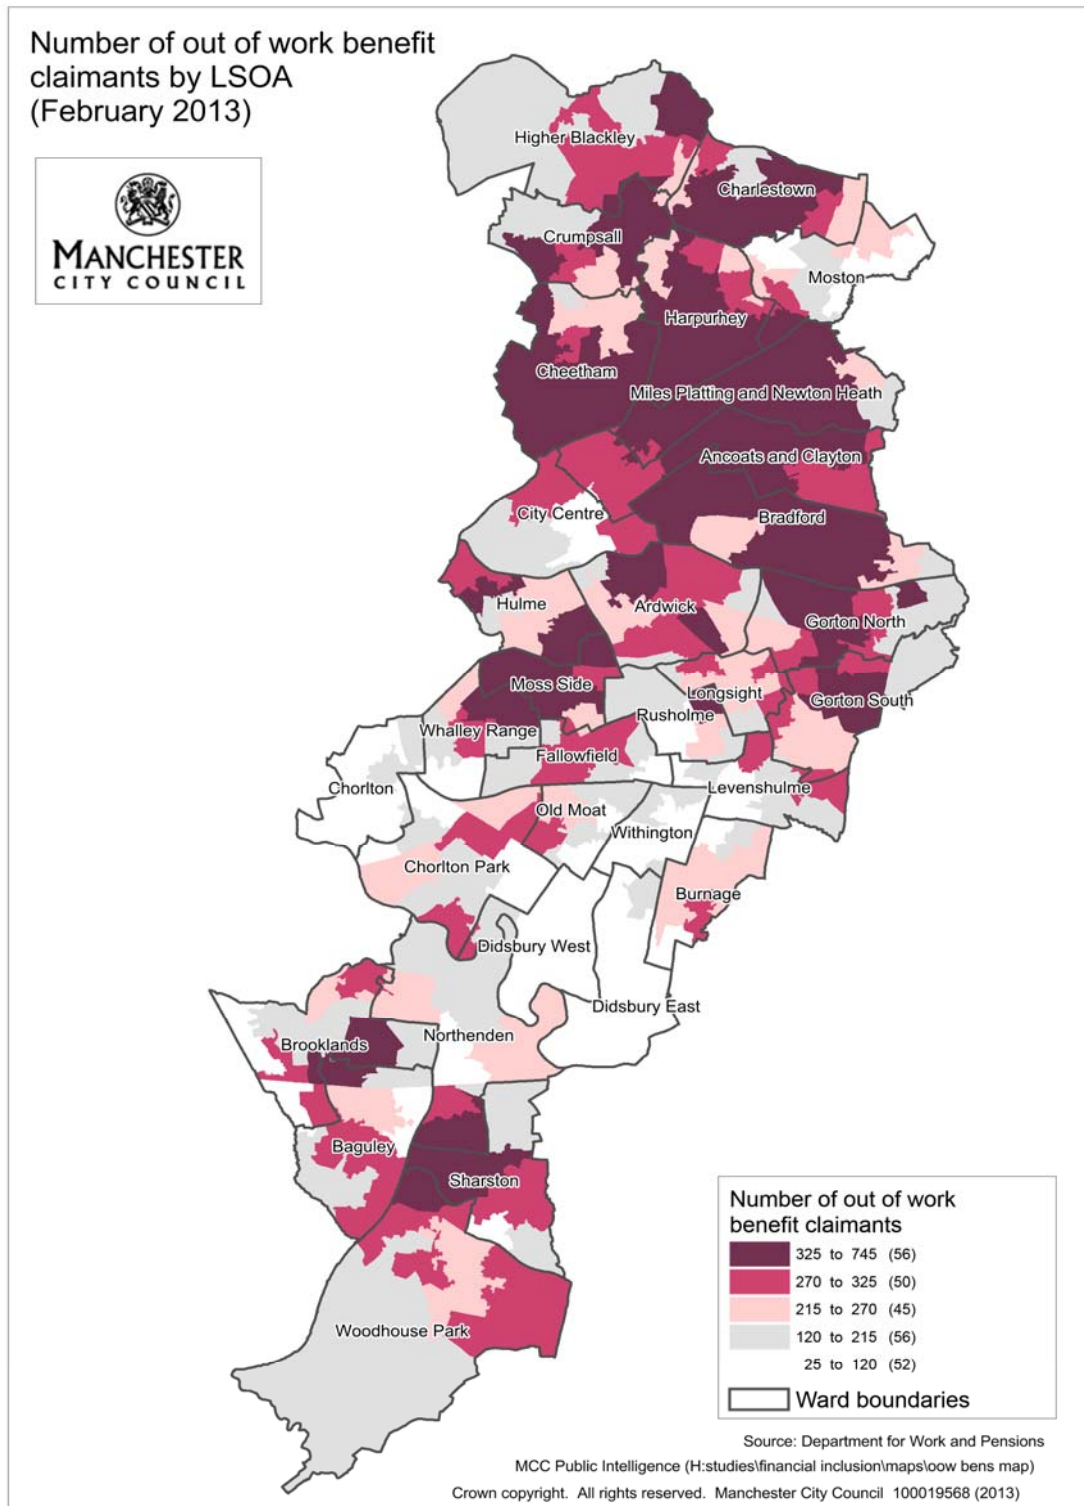 Number of out of work benefit
claimants by LSOA
(February 2013)
MANCHESTER
CITY COUNCIL
Higher Blackley
Charlestown
Crumpsall
Moston
Harpurhey
Cheetham
Miles Platting and Newton Heath
Ancoats and Clayton
City Centre
Bradford
Hulme
Ardwick
Gorton North
Moss Side
Longsight
Gorton South
Rusholme
Whalley Range
Fallowfield
Chorlton
Levenshulme
Old Moat
Withington
Chorlton Park
Burnage
Didsbury West
Didsbury East
Northenden
Brooklands
Baguley
Sharston
Woodhouse Park
Number of out of work
benefit claimants
325 to 745 (56)
270 to 325 (50)
215 to 270 (45)
120 to 215 (56)
25 to 120 (52)
Ward boundaries
Source: Department for Work and Pensions
MCC Public Intelligence (H:studies\financial inclusion\maps\oow bens map)
Crown copyright. All rights reserved. Manchester City Council 100019568 (2013)